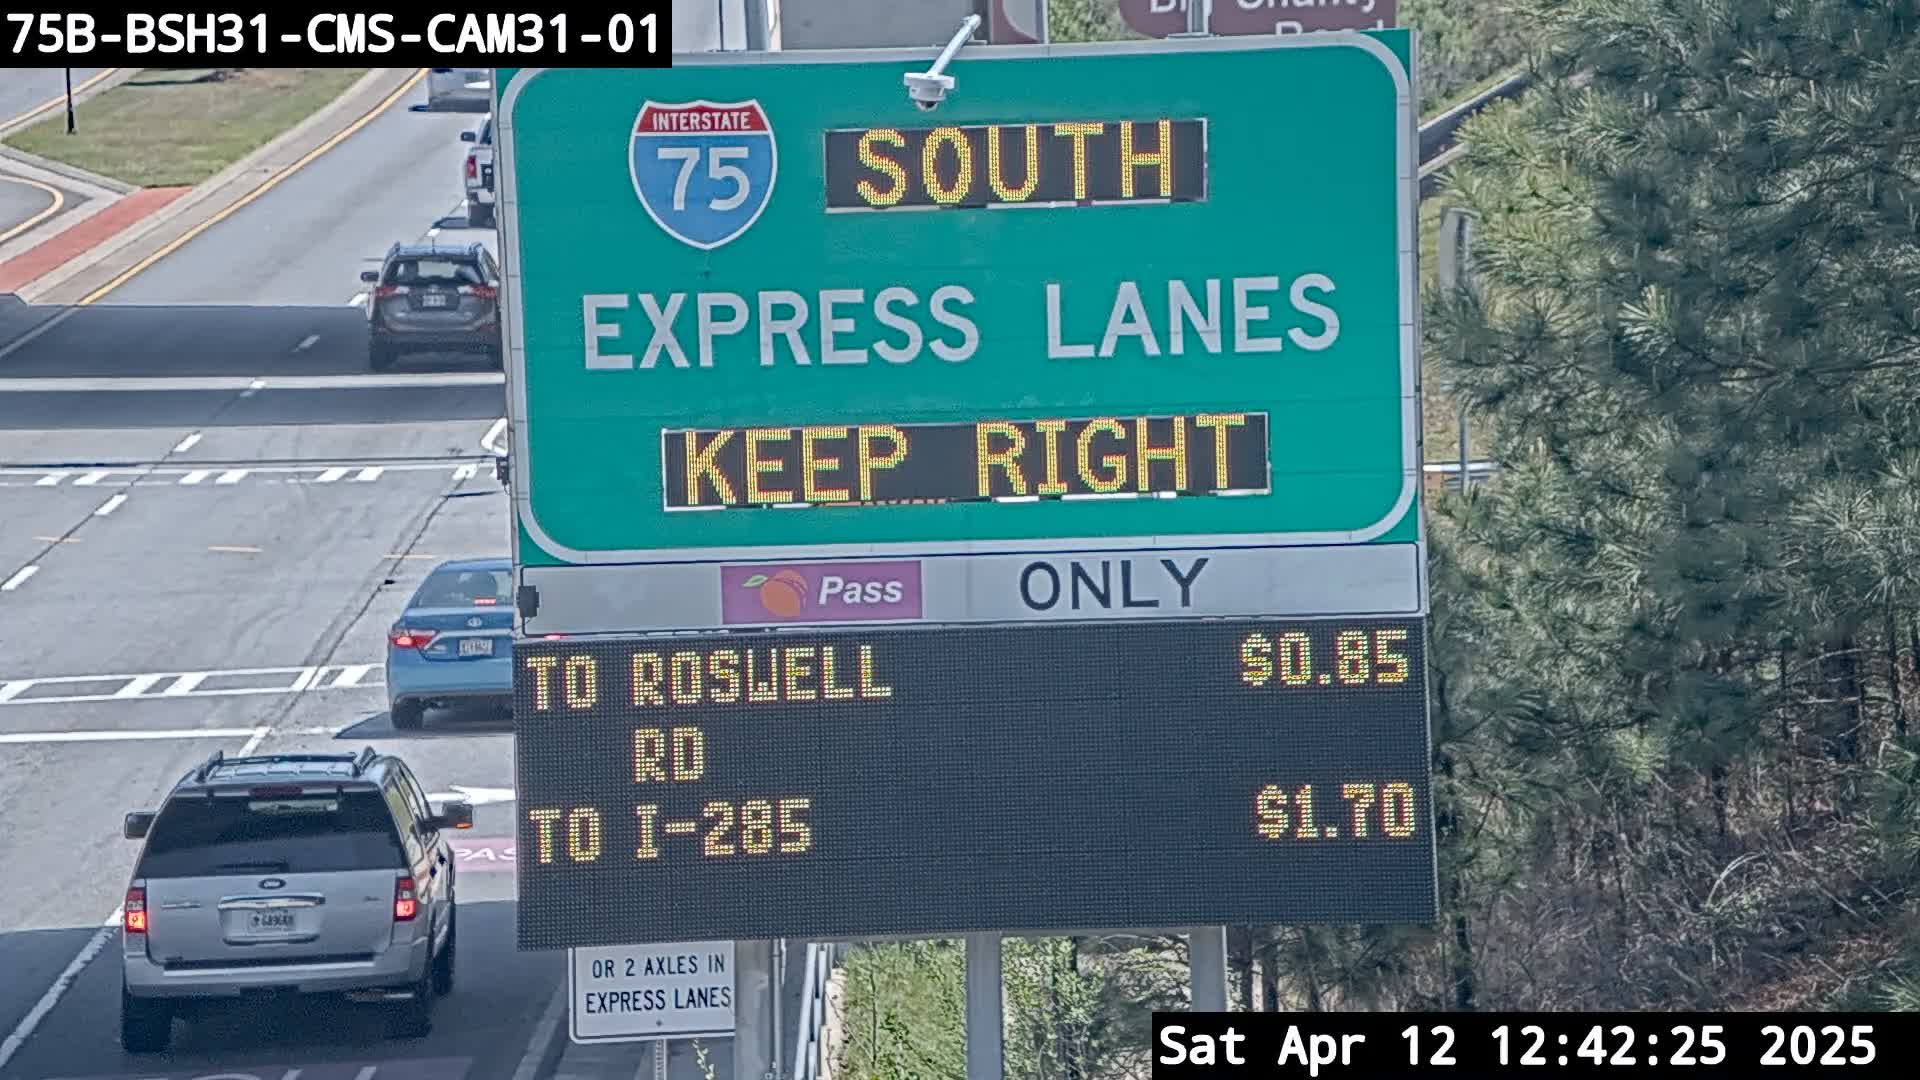 75B-BSH31-CMS-CAM31-01
Road
INTERSTATE
75
SOUTH
EXPRESS LANES
KEEP RIGHT
Pass ONLY
TO ROSWELL $0.85
RD
TO I-285 $1.70
OR 2 AXLES IN
EXPRESS LANES
Sat Apr 12 12:42:25 2025